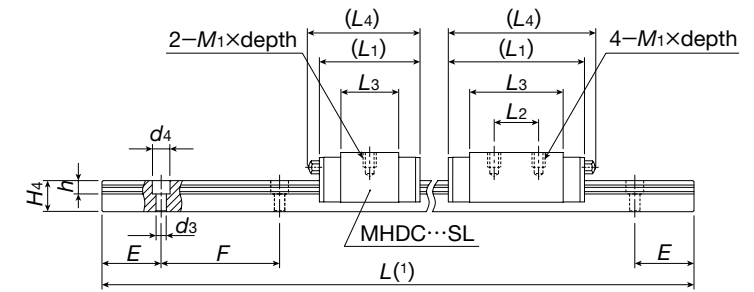 (L4) (L4)
2–M1×depth (L1) (L1) 4–M1×depth
L3 L3
L2
d4
h
H4
d3
MHDC…SL
E F E
L(1)